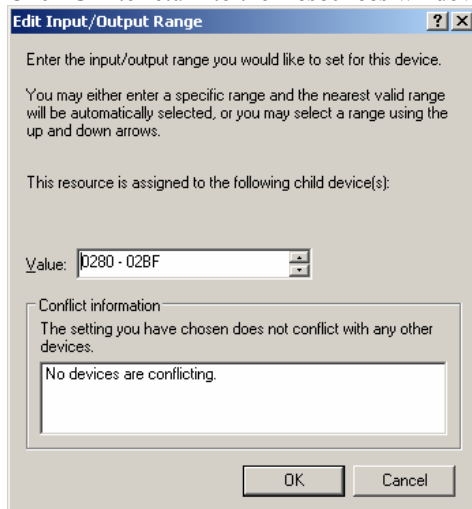 Edit Input/Output Range
Enter the input/output range you would like to set for this device.
You may either enter a specific range and the nearest valid range
will be automatically selected, or you may select a range using the
up and down arrows.
This resource is assigned to the following child device(s):
Value: 0280 - 02BF
Conflict information
The setting you have chosen does not conflict with any other
devices.
No devices are conflicting.
OK Cancel